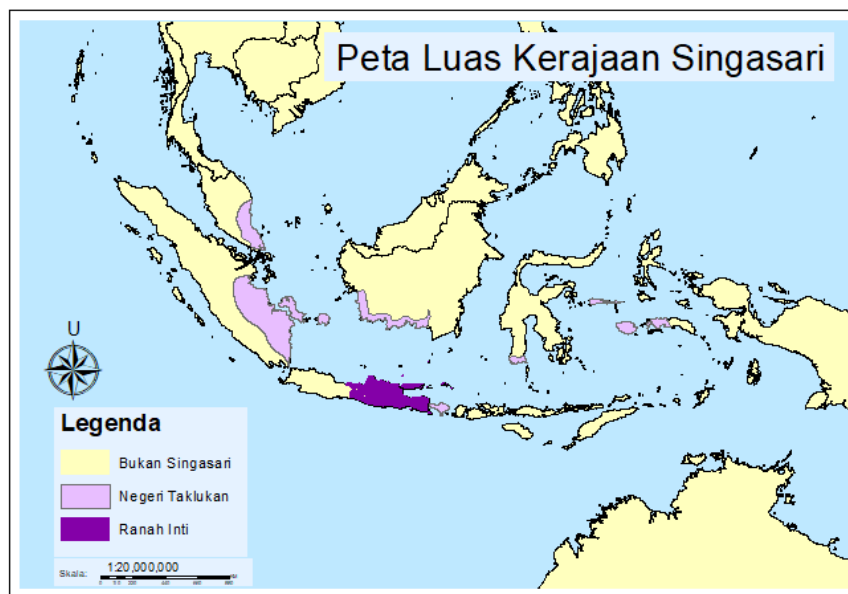 Peta Luas Kerajaan Singasari
U
Legenda
Bukan Singasari
Negeri Taklukan
Ranah Inti
Skala: 1:20,000,000